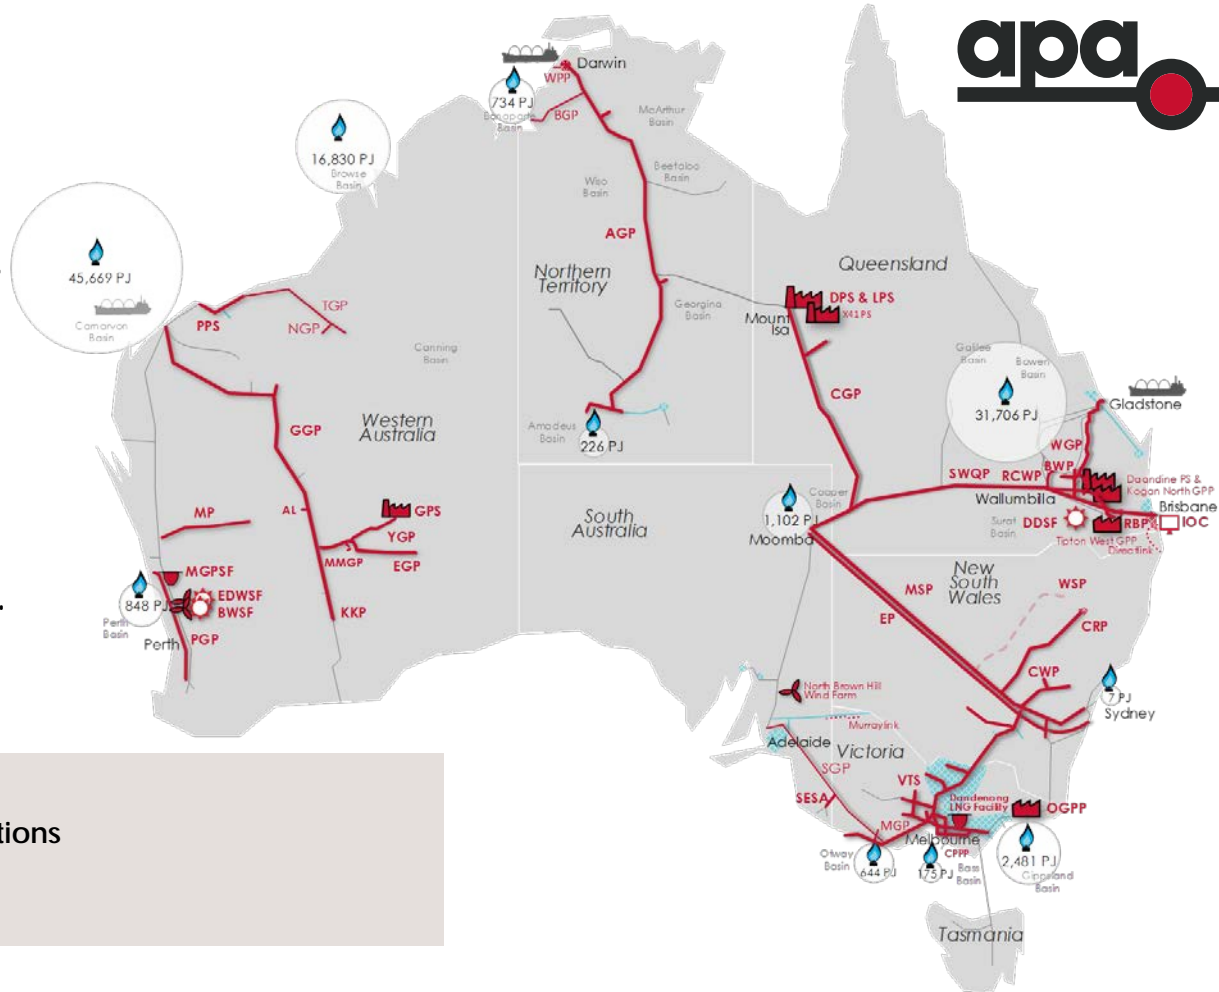 apa
Darwin
WPP
734 PJ
Bonaparte
Basin
BGP
McArthur
Basin
16,830 PJ
Browse
Basin
Beetaloo
Basin
Wiso
Basin
AGP
45,669 PJ
Carnarvon
Basin
Northern
Territory
Queensland
DPS & LPS
X41 PS
Mount
Isa
Georgina
Basin
TGP
NGP
PPS
Canning
Basin
Galilee
Basin
Bowen
Basin
31,706 PJ
Gladstone
CGP
GGP
Western
Australia
Amadeus
Basin
226 PJ
WGP
BWP
SWQP
RCWP
Wallumbilla
Daandine PS &
Kogan North GPP
Brisbane
IOC
RBP
DDSF
Surat
Basin
Tipton West GPP
Directlink
Cooper
Basin
1,102 PJ
Moomba
South
Australia
AL
MP
GPS
YGP
EGP
MMGP
KKP
MGPSF
EDWSF
BWSF
848 PJ
Perth
Basin
Perth
PGP
New
South
Wales
MSP
EP
WSP
CRP
CWP
7 PJ
Sydney
North Brown Hill
Wind Farm
Murraylink
Adelaide
Victoria
SGP
SESA
VTS
Dandenong
LNG Facility
OGPP
MGP
Melbourne
CPPP
Otway
Basin
644 PJ
175 PJ
Bass
Basin
2,481 PJ
Gippsland
Basin
Tasmania
tions